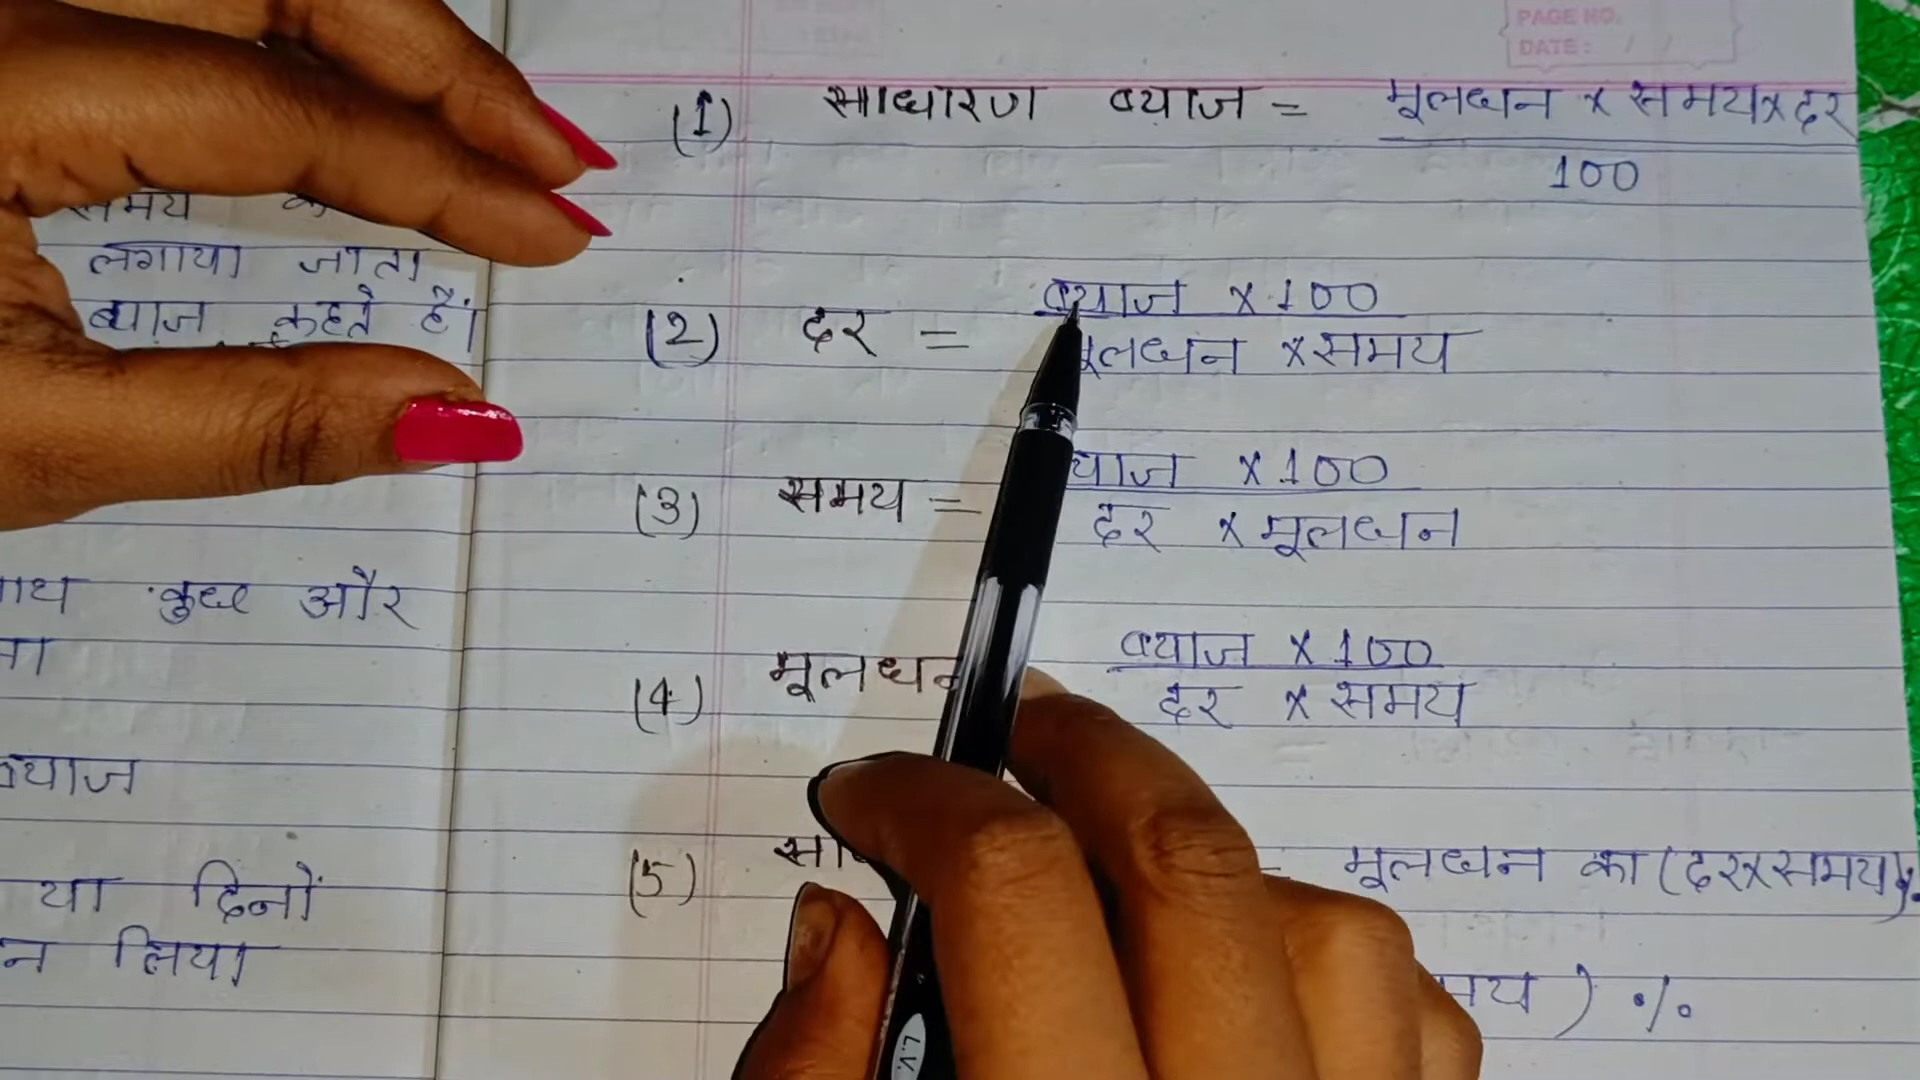 PAGE NO.
DATE: / /
समय
लगाया जाता
ब्याज कहते हैं।
कुछ और
ब्याज
या दिनों
न लिया
(1) साधारण ब्याज = मूलधन × समय × दर
100
(2) दर = ब्याज × 100
मूलधन × समय
(3) समय = ब्याज × 100
दर × मूलधन
(4) मूलधन ब्याज × 100
दर × समय
(5) = मूलधन का (दर × समय)%
) %
L.V.